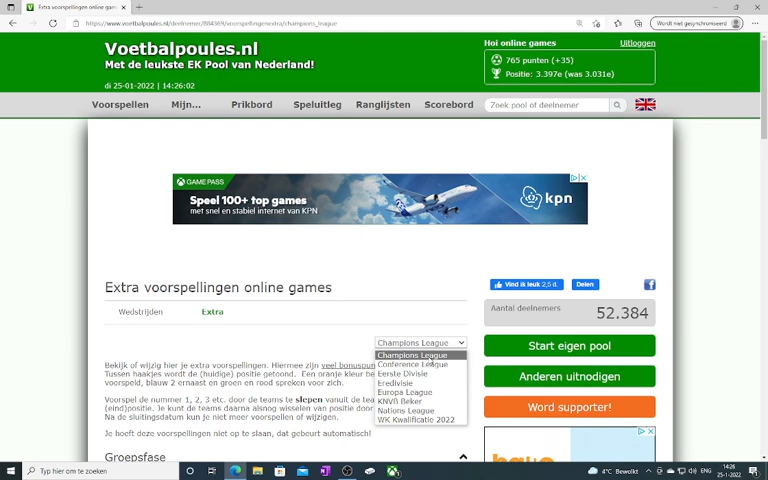 Extra voorspellingen online game
https://www.voetbalpoules.nl/deelnemer/884369/voorspellingenextra/champions_league
Wordt niet gesynchroniseerd
Voetbalpoules.nl
Met de leukste EK Pool van Nederland!
di 25-01-2022 | 14:26:02
Hoi online games
Uitloggen
765 punten (+35)
Positie: 3.397e (was 3.031e)
Voorspellen
Mijn...
Prikbord
Speluitleg
Ranglijsten
Scorebord
Zoek pool of deelnemer
GAME PASS
Speel 100+ top games
met snel en stabiel internet van KPN
kpn
Extra voorspellingen online games
Wedstrijden
Extra
Champions League
Champions League
Conference League
Eerste Divisie
Eredivisie
Europa League
KNVB Beker
Nations League
WK Kwalificatie 2022
Bekijk of wijzig hier je extra voorspellingen. Hiermee zijn veel bonuspun
Tussen haakjes wordt de (huidige) positie getoond. Een oranje kleur be
voorspeld, blauw 2 ernaast en groen en rood spreken voor zich.
Voorspel de nummer 1, 2, 3 etc. door de teams te slepen vanuit de tea
(eind)positie. Je kunt de teams daarna alsnog wisselen van positie door
Na de sluitingsdatum kun je niet meer voorspellen of wijzigen.
Je hoeft deze voorspellingen niet op te slaan, dat gebeurt automatisch!
Groepsfase
Vind ik leuk 2,5 d.
Delen
Aantal deelnemers
52.384
Start eigen pool
Anderen uitnodigen
Word supporter!
Typ hier om te zoeken
4°C Bewolkt
ENG
14:26
25-1-2022